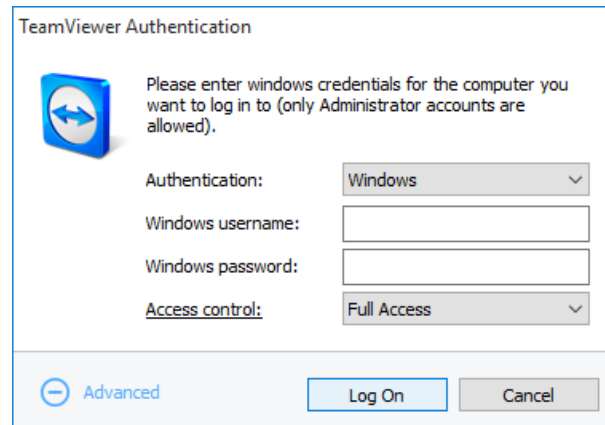 TeamViewer Authentication
Please enter windows credentials for the computer you
want to log in to (only Administrator accounts are
allowed).
Authentication: Windows
Windows username:
Windows password:
Access control: Full Access
Advanced Log On Cancel